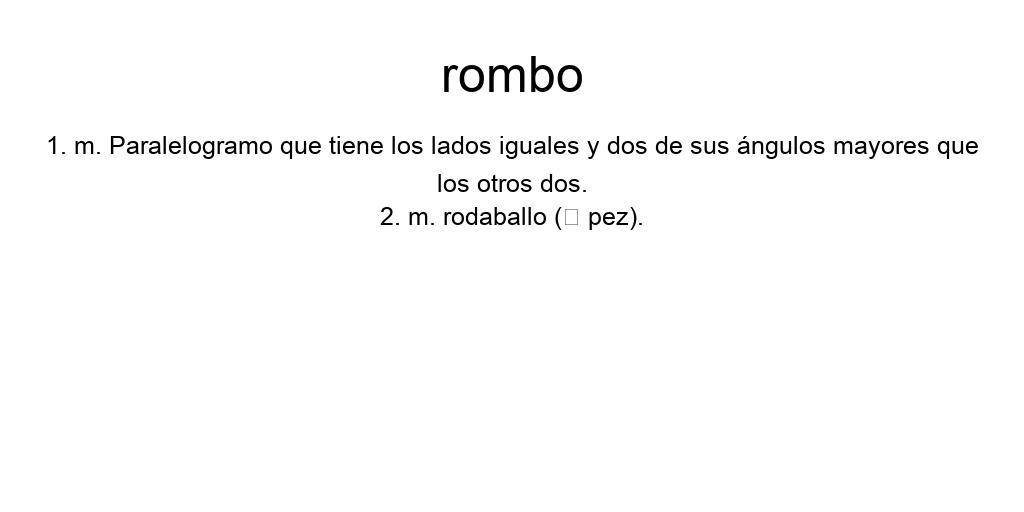 rombo
1. m. Paralelogramo que tiene los lados iguales y dos de sus ángulos mayores que
los otros dos.
2. m. rodaballo (□ pez).